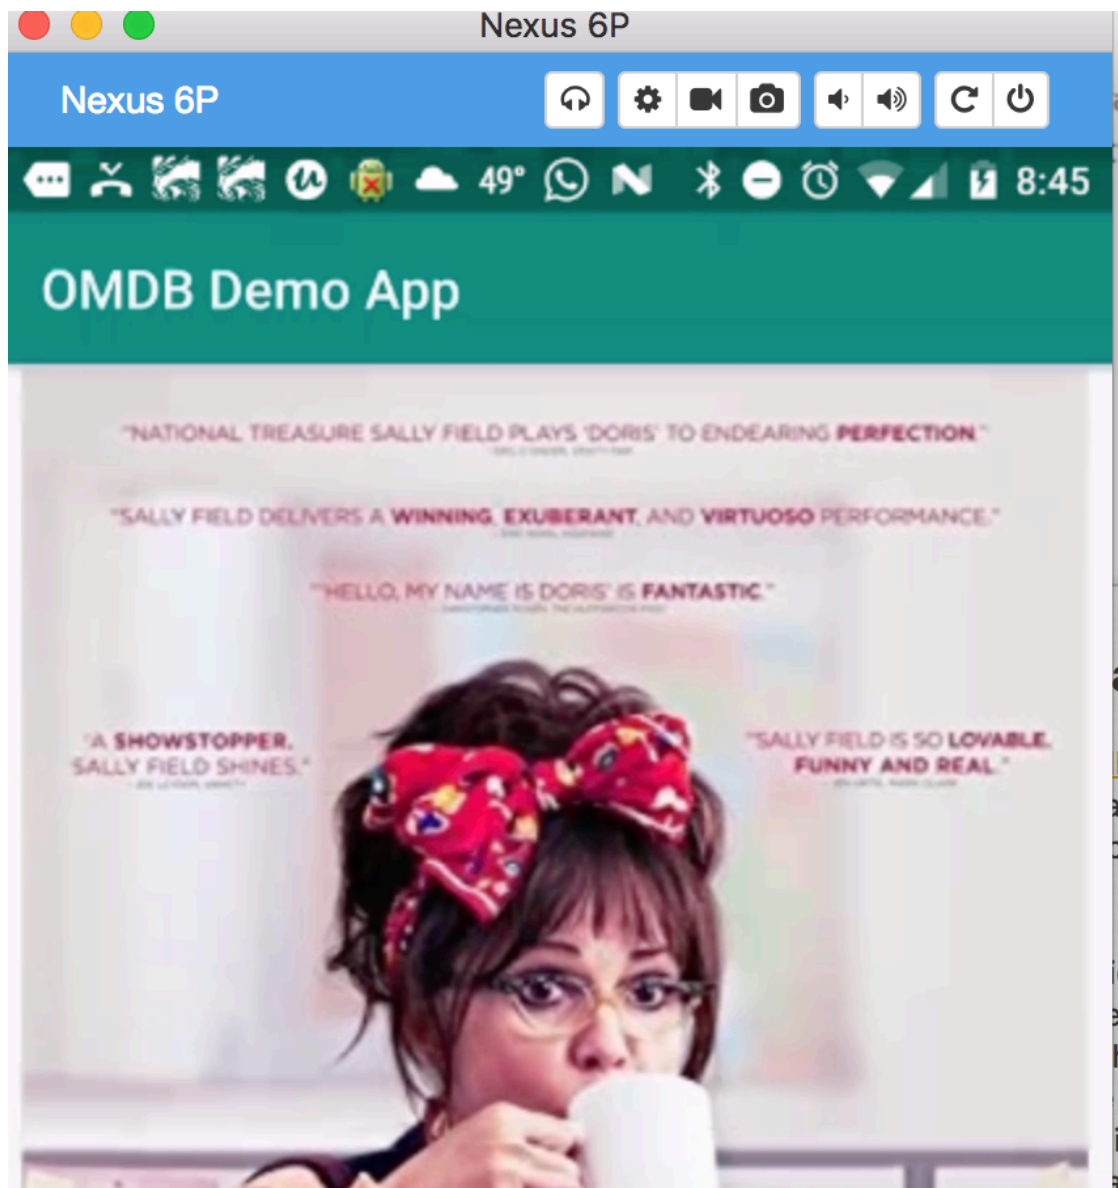 Nexus 6P
Nexus 6P
49° 8:45
OMDB Demo App
"NATIONAL TREASURE SALLY FIELD PLAYS 'DORIS' TO ENDEARING PERFECTION."
"SALLY FIELD DELIVERS A WINNING, EXUBERANT, AND VIRTUOSO PERFORMANCE."
"'HELLO, MY NAME IS DORIS' IS FANTASTIC."
"A SHOWSTOPPER.
SALLY FIELD SHINES."
"SALLY FIELD IS SO LOVABLE,
FUNNY AND REAL."